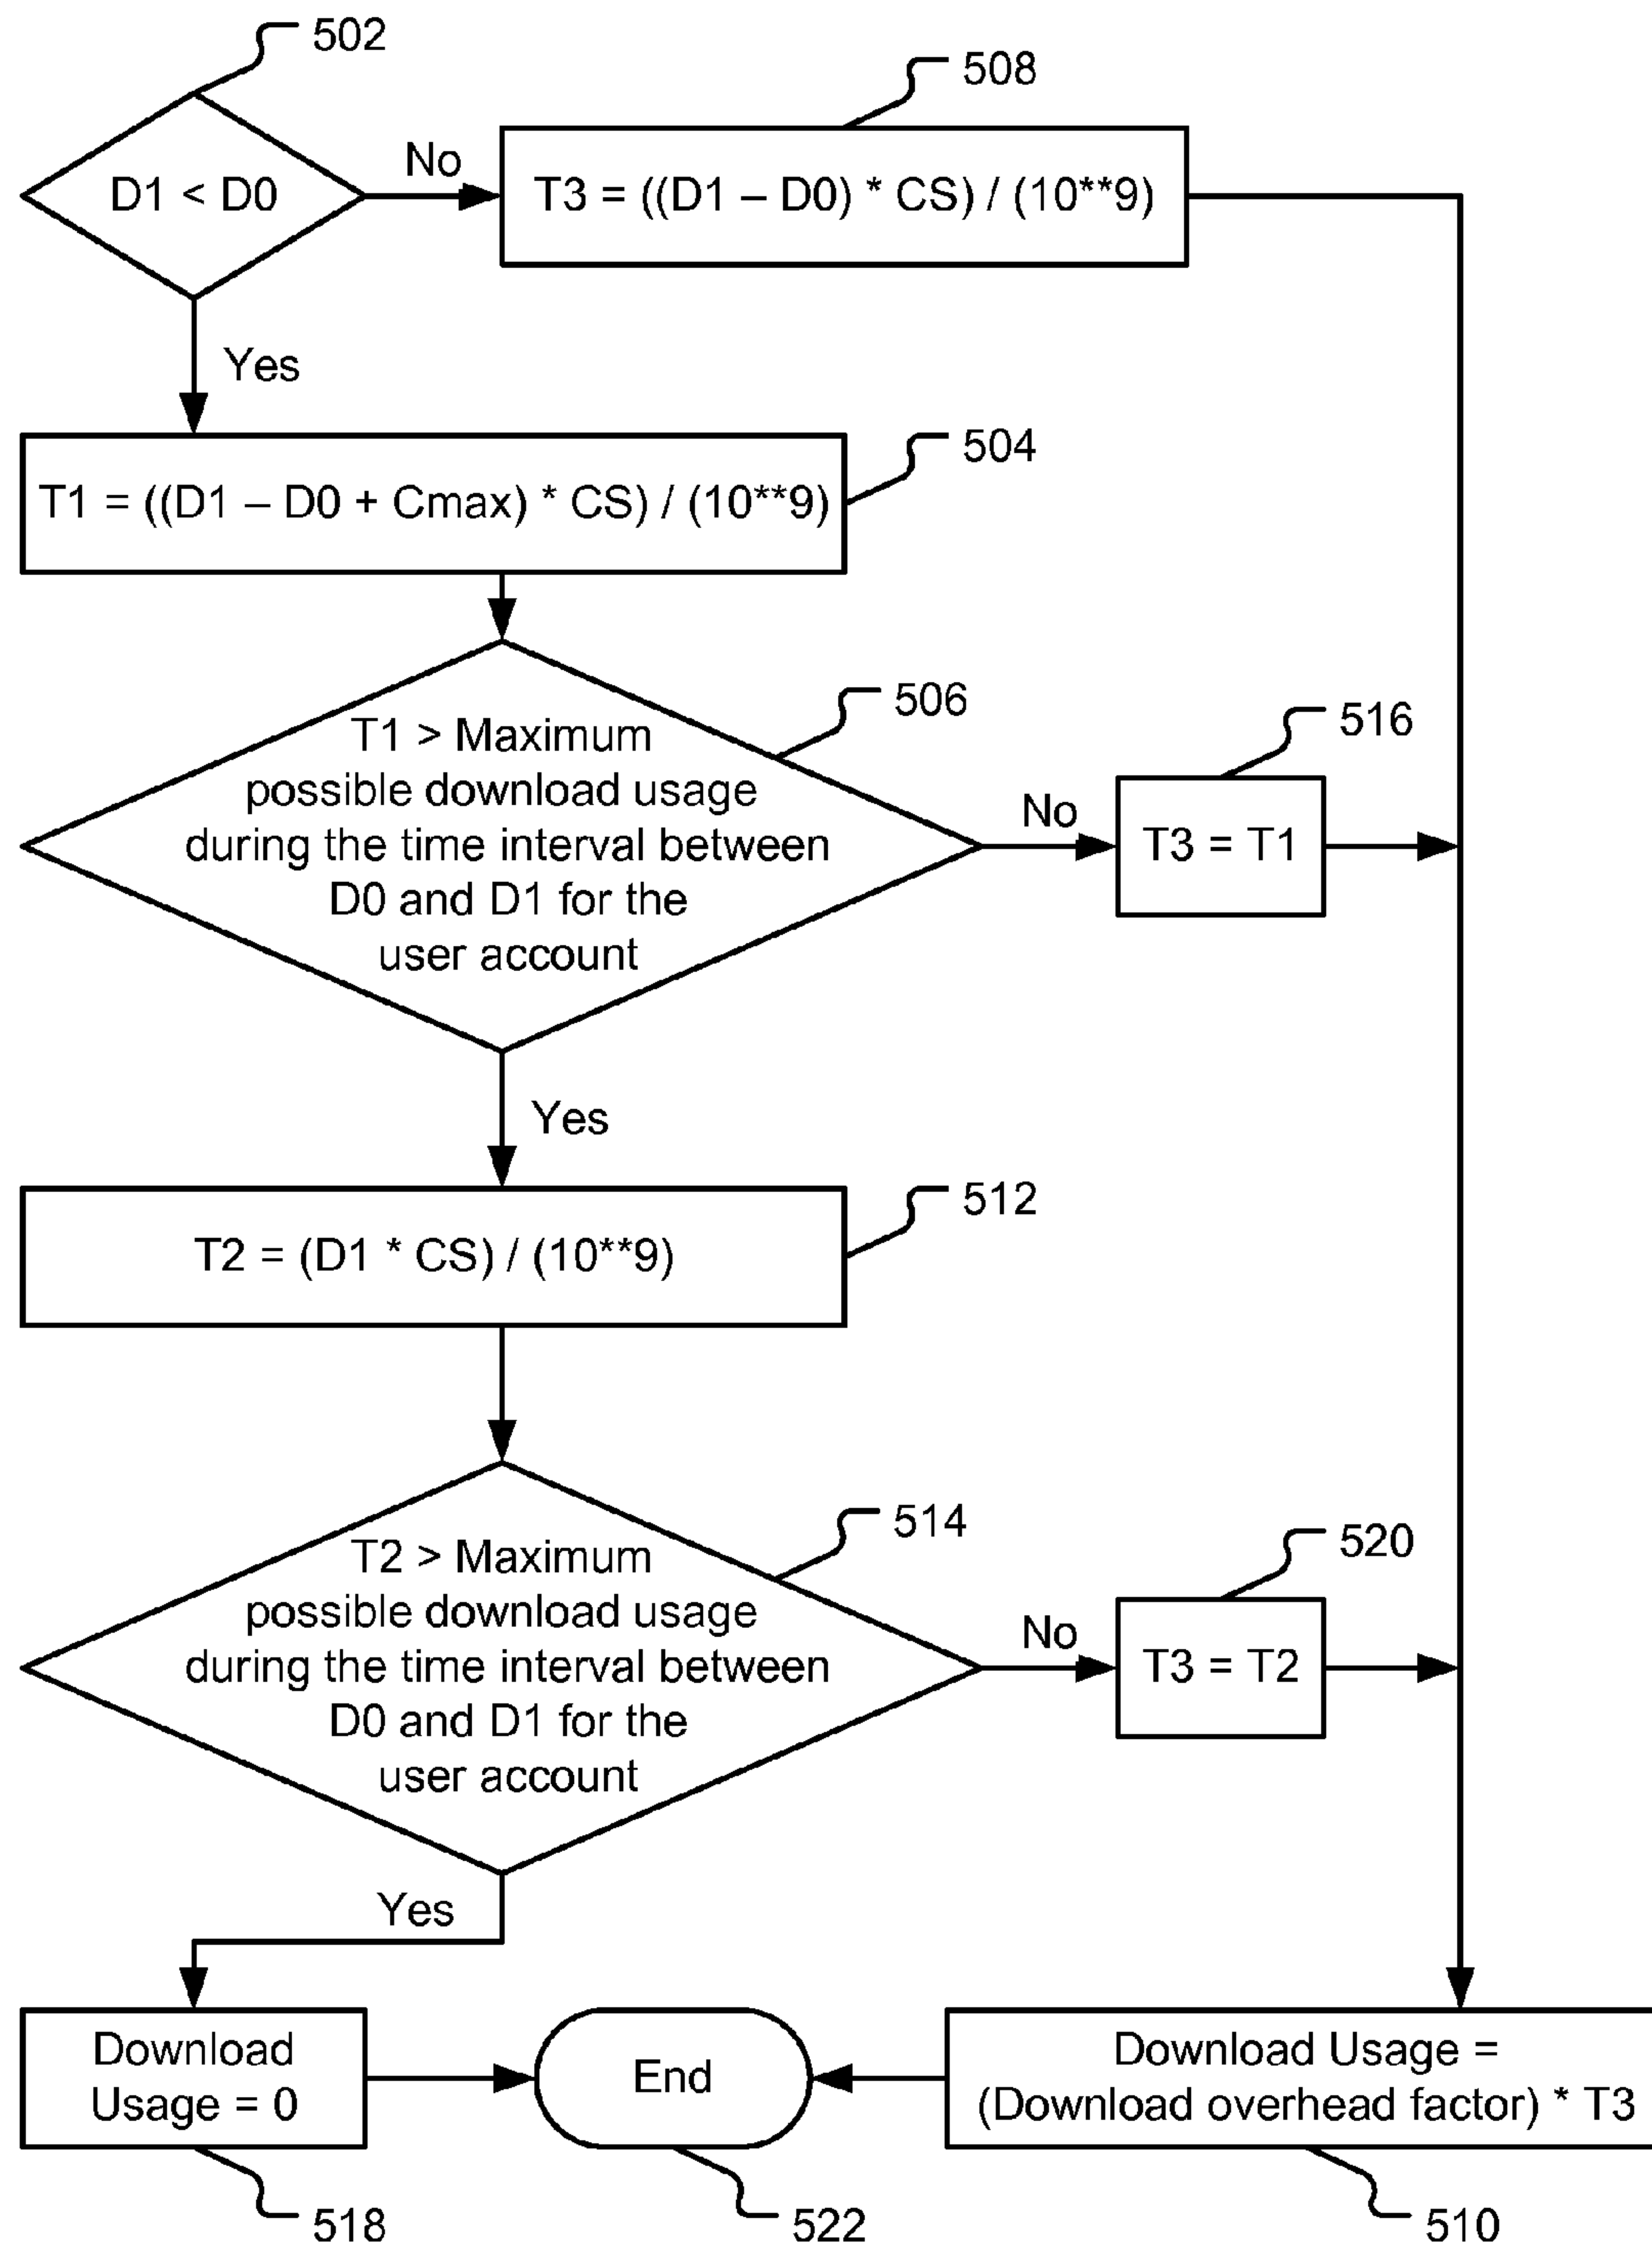 502
508
D1 < D0
No
T3 = ((D1 – D0) * CS) / (10**9)
Yes
504
T1 = ((D1 – D0 + Cmax) * CS) / (10**9)
506
T1 > Maximum
possible download usage
during the time interval between
D0 and D1 for the
user account
No
516
T3 = T1
Yes
512
T2 = (D1 * CS) / (10**9)
514
T2 > Maximum
possible download usage
during the time interval between
D0 and D1 for the
user account
No
520
T3 = T2
Yes
Download
Usage = 0
End
Download Usage =
(Download overhead factor) * T3
518
522
510